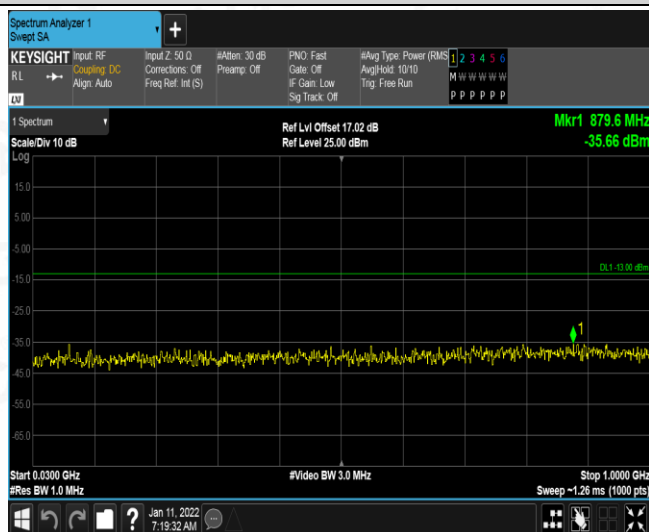 Spectrum Analyzer 1
Swept SA
KEYSIGHT Input: RF Input Z: 50 Ω #Atten: 30 dB PNO: Fast #Avg Type: Power (RMS 1 2 3 4 5 6
RL Coupling: DC Corrections: Off Preamp: Off Gate: Off Avg|Hold: 10/10 M W W W W W
Align: Auto Freq Ref: Int (S) IF Gain: Low Trig: Free Run
Sig Track: Off P P P P P P
LXI
1 Spectrum Ref Lvl Offset 17.02 dB Mkr1 879.6 MHz
Scale/Div 10 dB Ref Level 25.00 dBm -35.66 dBm
Log
15.0
5.00
-5.00
DL1 -13.00 dBm
-15.0
-25.0
1
-35.0
-45.0
-55.0
-65.0
Start 0.0300 GHz #Video BW 3.0 MHz Stop 1.0000 GHz
#Res BW 1.0 MHz Sweep ~1.26 ms (1000 pts)
? Jan 11, 2022
7:19:32 AM